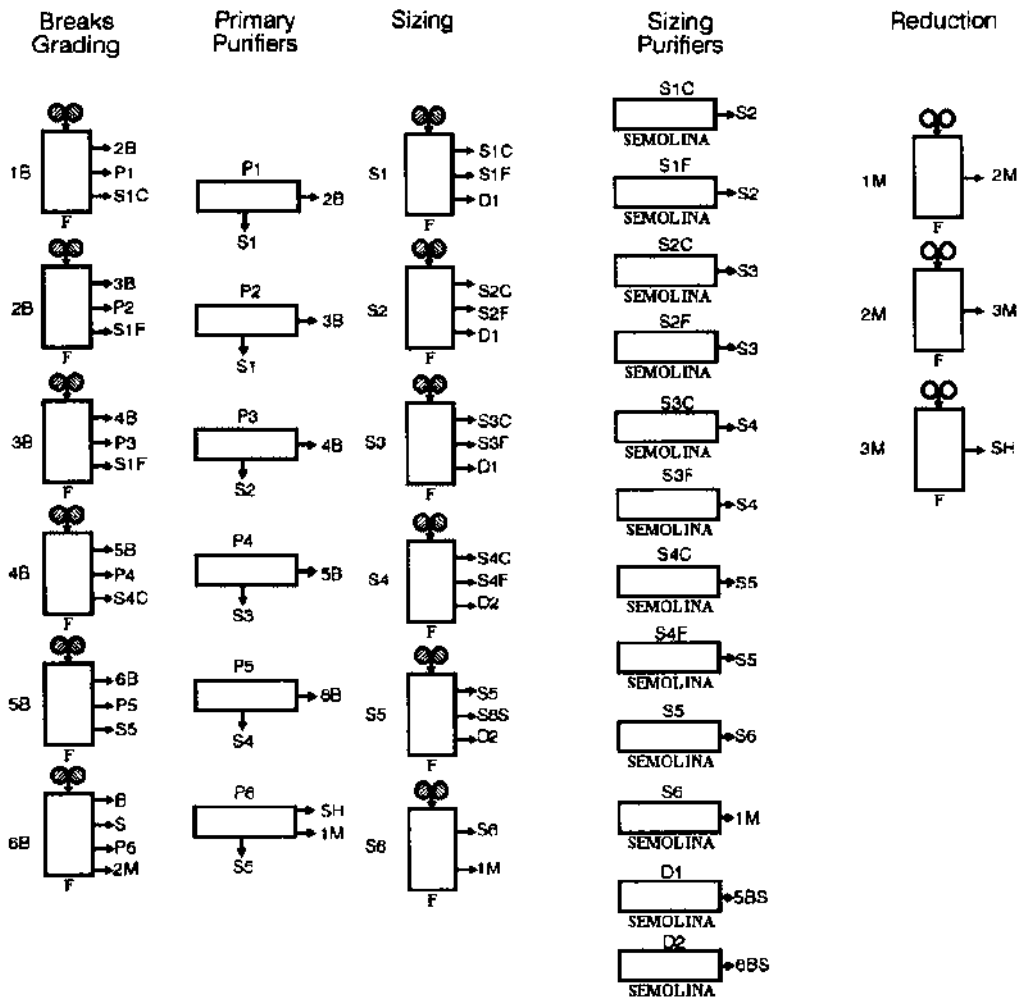 Breaks
Grading
1B
2B
P1
S1C
F
2B
3B
P2
S1F
F
3B
4B
P3
S1F
F
4B
5B
P4
S4C
F
5B
6B
P5
S5
F
6B
B
S
P6
2M
F
Primary
Purifiers
P1
2B
S1
P2
3B
S1
P3
4B
S2
P4
5B
S3
P5
S4
P6
SH
1M
S5
Sizing
S1
S1C
S1F
D1
F
S2
S2C
S2F
D1
F
S3
S3C
S3F
D1
F
S4
S4C
S4F
D2
F
S5
S5
D2
F
S6
S6
1M
F
Sizing
Purifiers
S1C
S2
SEMOLINA
S1F
S2
SEMOLINA
S2C
S3
SEMOLINA
S2F
S3
SEMOLINA
S3C
S4
SEMOLINA
S3F
S4
SEMOLINA
S4C
S5
SEMOLINA
S4F
S5
SEMOLINA
S5
S6
SEMOLINA
S6
1M
SEMOLINA
D1
5BS
SEMOLINA
D2
SEMOLINA
Reduction
1M
2M
F
2M
3M
F
3M
SH
F